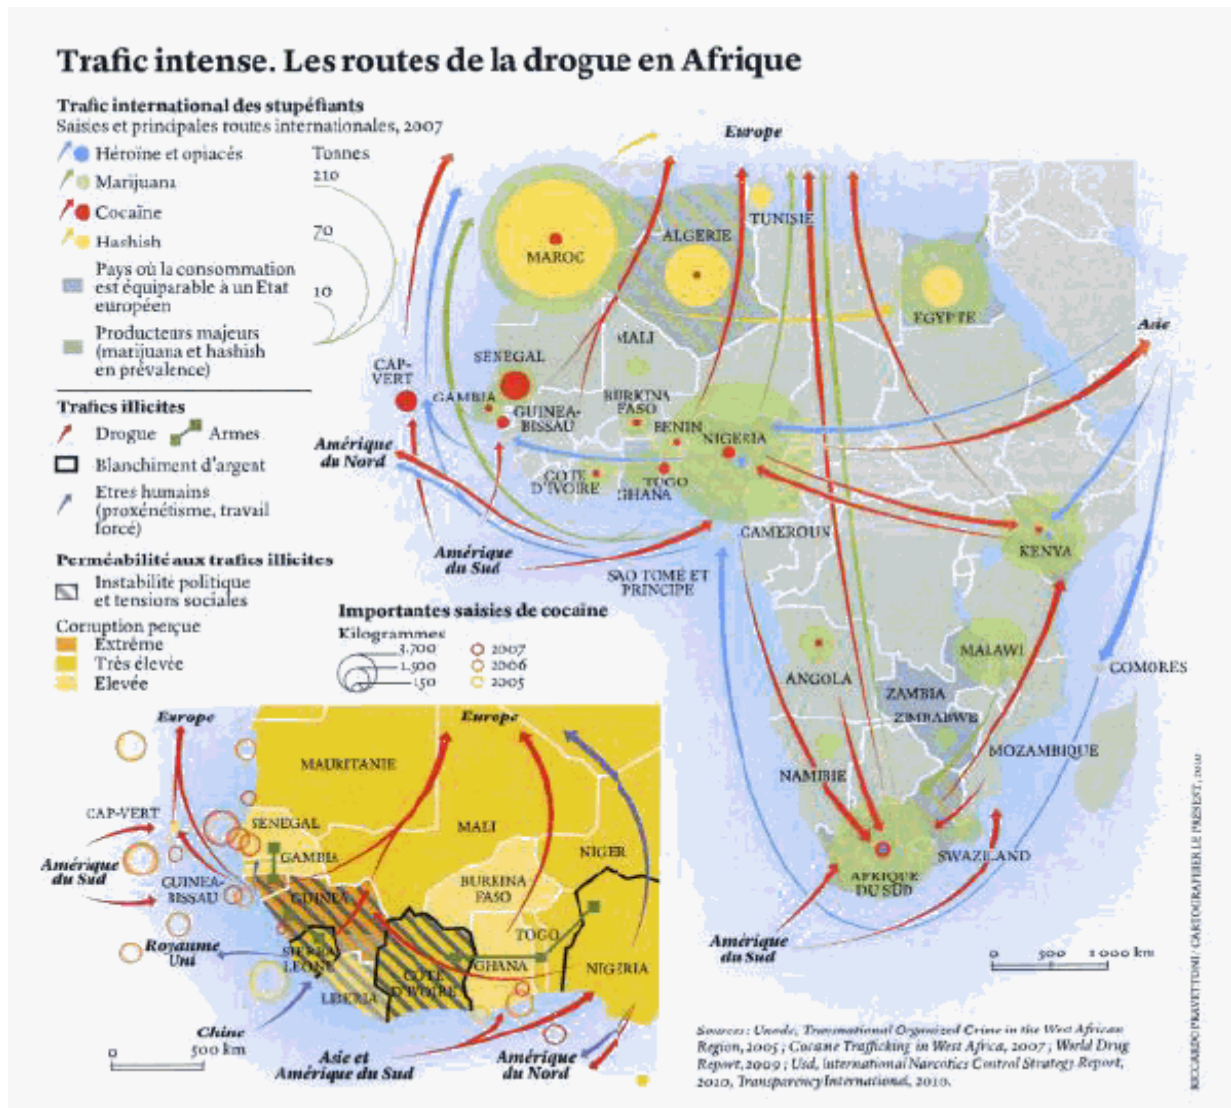 Trafic intense. Les routes de la drogue en Afrique
Trafic international des stupéfiants
Saisies et principales routes internationales, 2007
Héroïne et opiacés
Marijuana
Cocaïne
Hashish
Pays où la consommation
est équiparable à un Etat
européen
Producteurs majeurs
(marijuana et hashish
en prévalence)
Tonnes
210
70
10
Trafics illicites
Drogue
Armes
Blanchiment d'argent
Etres humains
(proxénétisme, travail
forcé)
Perméabilité aux trafics illicites
Instabilité politique
et tensions sociales
Corruption perçue
Extrême
Très élevée
Elevée
Importantes saisies de cocaïne
Kilogrammes
3.700
1.500
150
2007
2006
2005
Europe
MAROC
ALGERIE
TUNISIE
EGYPTE
Asie
MALI
CAP-
VERT
SENEGAL
GAMBIA
GUINEA-
BISSAU
BURKINA
FASO
BENIN
NIGERIA
Amérique
du Nord
COTE
D'IVOIRE
TOGO
GHANA
CAMEROUN
KENYA
Amérique
du Sud
SAO TOME ET
PRINCIPE
MALAWI
COMORES
ANGOLA
ZAMBIA
ZIMBABWE
MOZAMBIQUE
NAMIBIE
SWAZILAND
AFRIQUE
DU SUD
Amérique
du Sud
0 500 1 000 km
Europe
Europe
MAURITANIE
CAP-VERT
SENEGAL
MALI
GAMBIA
NIGER
Amérique
du Sud
GUINEA-
BISSAU
GUINEA
BURKINA
FASO
Royaume
Uni
SIERRA
LEONE
TOGO
GHANA
NIGERIA
LIBERIA
COTE
D'IVOIRE
Chine
0 500 km
Asie et
Amérique du Sud
Amérique
du Nord
Sources: Unodc, Transnational Organized Crime in the West African
Region, 2005 ; Cocane Trafficking in West Africa, 2007 ; World Drug
Report, 2009 ; Usd, International Narcotics Control Strategy Report,
2010, Transparency International, 2010.
RICCARDO PRAVETTONI / CARTOGRAPHIER LE PRESENT, 2010